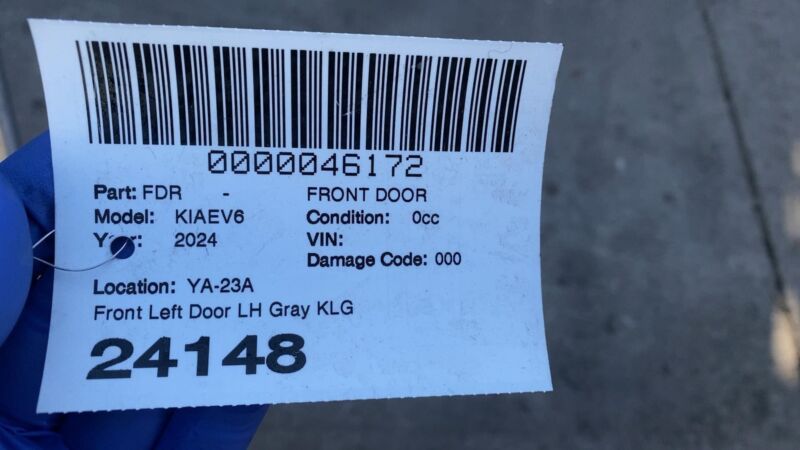 0000046172
Part: FDR - FRONT DOOR
Model: KIAEV6 Condition: 0cc
2024 VIN:
Damage Code: 000
Location: YA-23A
Front Left Door LH Gray KLG
24148